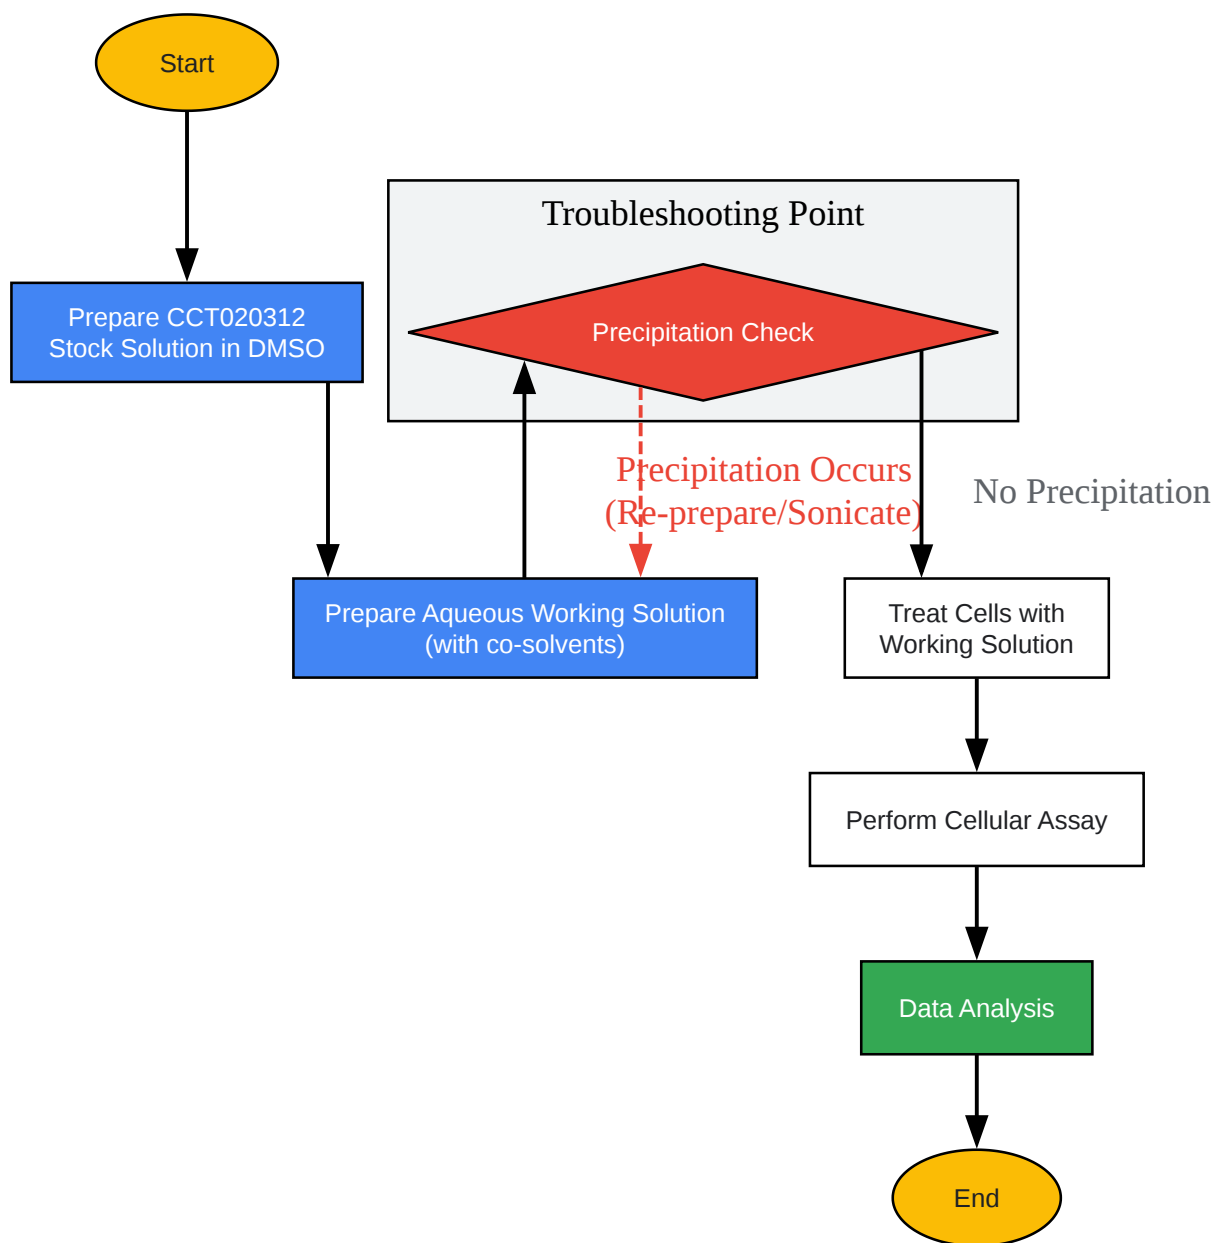 Start
Troubleshooting Point
Prepare CCT020312
Stock Solution in DMSO
Precipitation Check
Precipitation Occurs
(Re-prepare/Sonicate)
No Precipitation
Prepare Aqueous Working Solution
(with co-solvents)
Treat Cells with
Working Solution
Perform Cellular Assay
Data Analysis
End